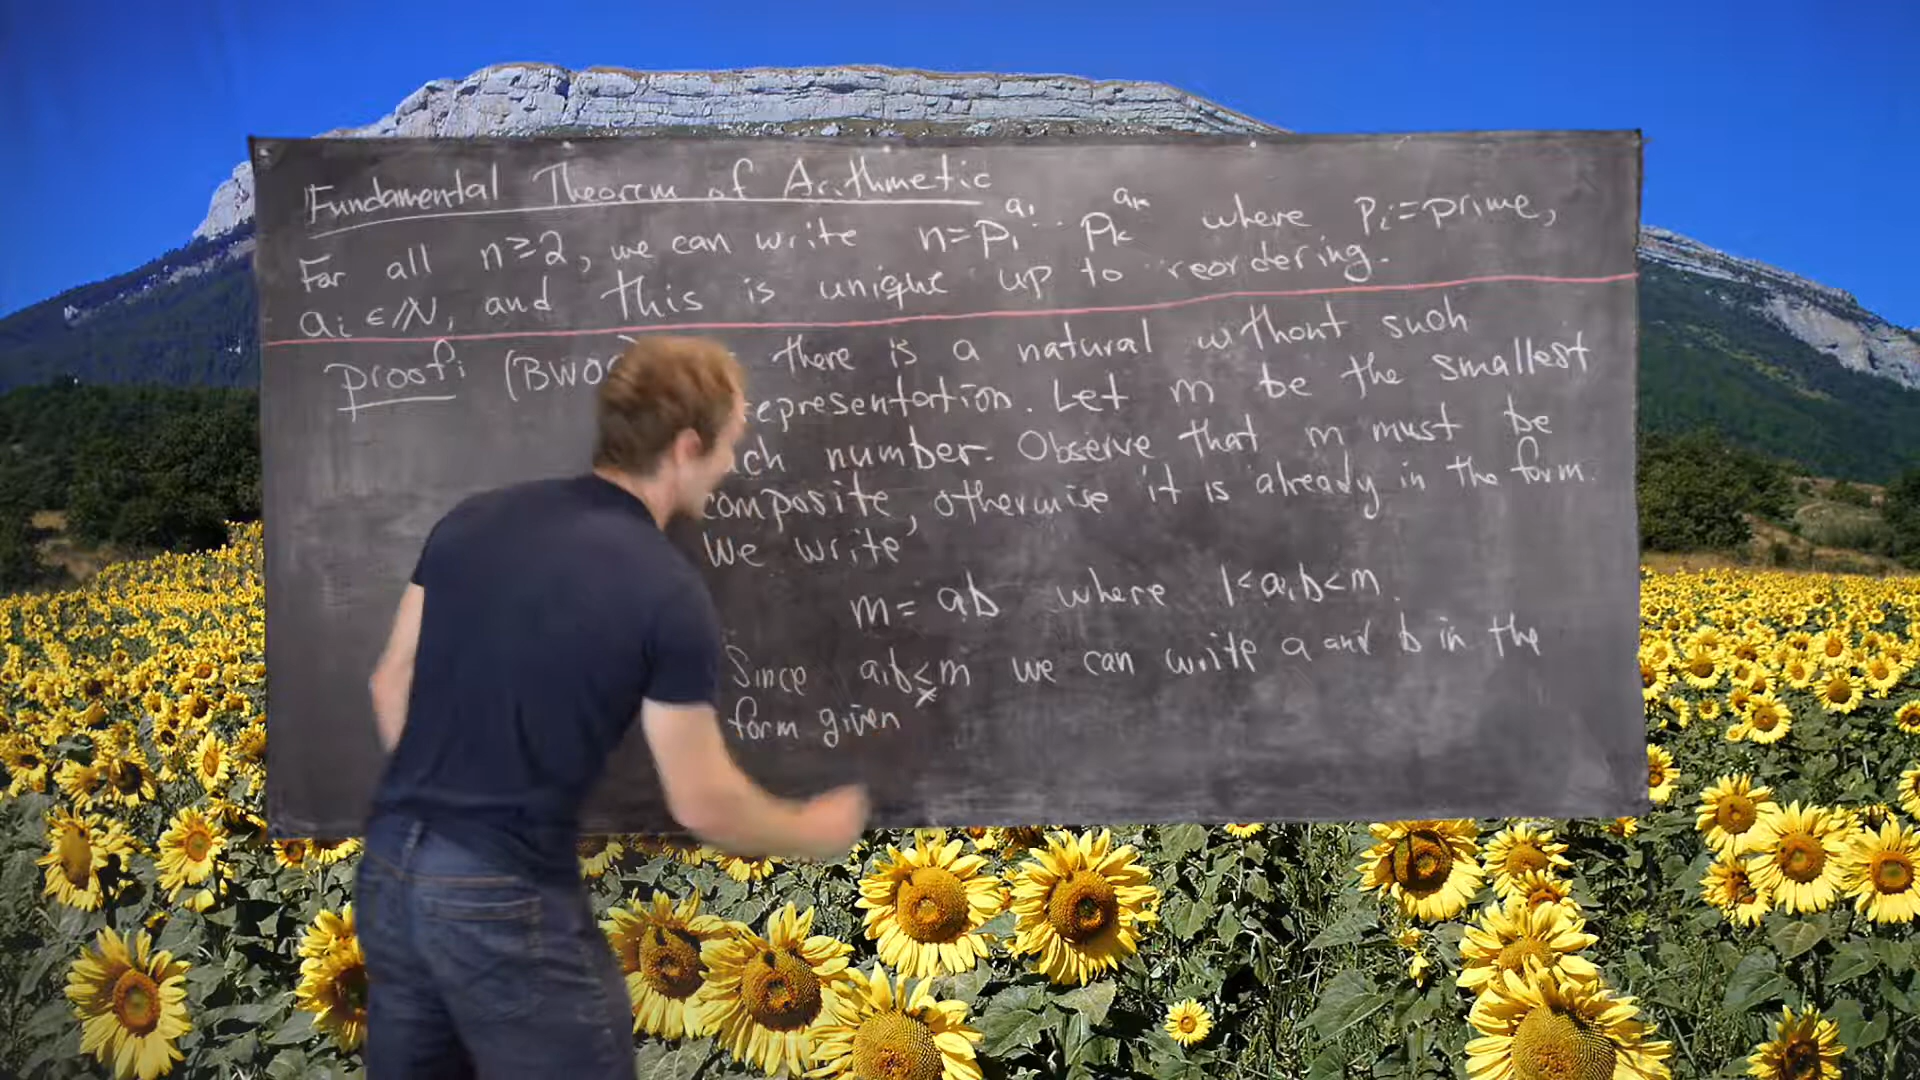 Fundamental Theorem of Arithmetic
For all n≥2, we can write n=p₁^a₁ ·· pₖ^aₖ where pᵢ=prime,
aᵢ∈ℕ, and this is unique up to reordering.
Proof: (BWOC) there is a natural without such
representation. Let m be the smallest
number. Observe that m must be
composite, otherwise it is already in the form.
We write
m=ab where 1<a,b<m.
Since a,b<m we can write a and b in the
form given